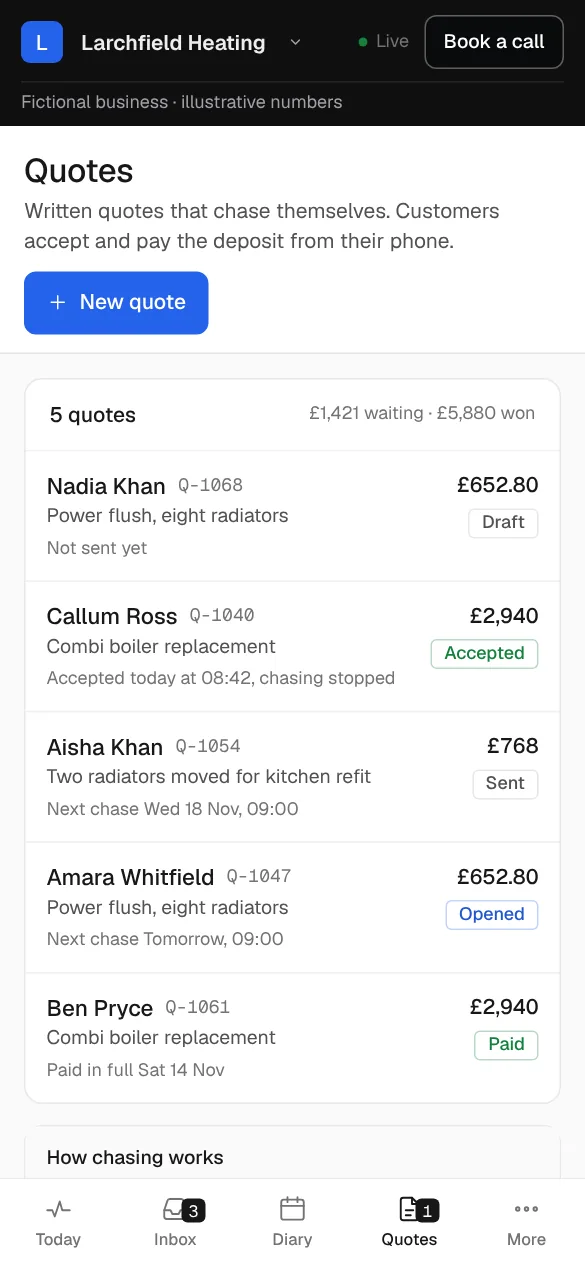 L Larchfield Heating Live Book a call
Fictional business · illustrative numbers
Quotes
Written quotes that chase themselves. Customers
accept and pay the deposit from their phone.
+ New quote
5 quotes £1,421 waiting · £5,880 won
Nadia Khan Q-1068 £652.80
Power flush, eight radiators Draft
Not sent yet
Callum Ross Q-1040 £2,940
Combi boiler replacement Accepted
Accepted today at 08:42, chasing stopped
Aisha Khan Q-1054 £768
Two radiators moved for kitchen refit Sent
Next chase Wed 18 Nov, 09:00
Amara Whitfield Q-1047 £652.80
Power flush, eight radiators Opened
Next chase Tomorrow, 09:00
Ben Pryce Q-1061 £2,940
Combi boiler replacement Paid
Paid in full Sat 14 Nov
How chasing works
3 1
Today Inbox Diary Quotes More